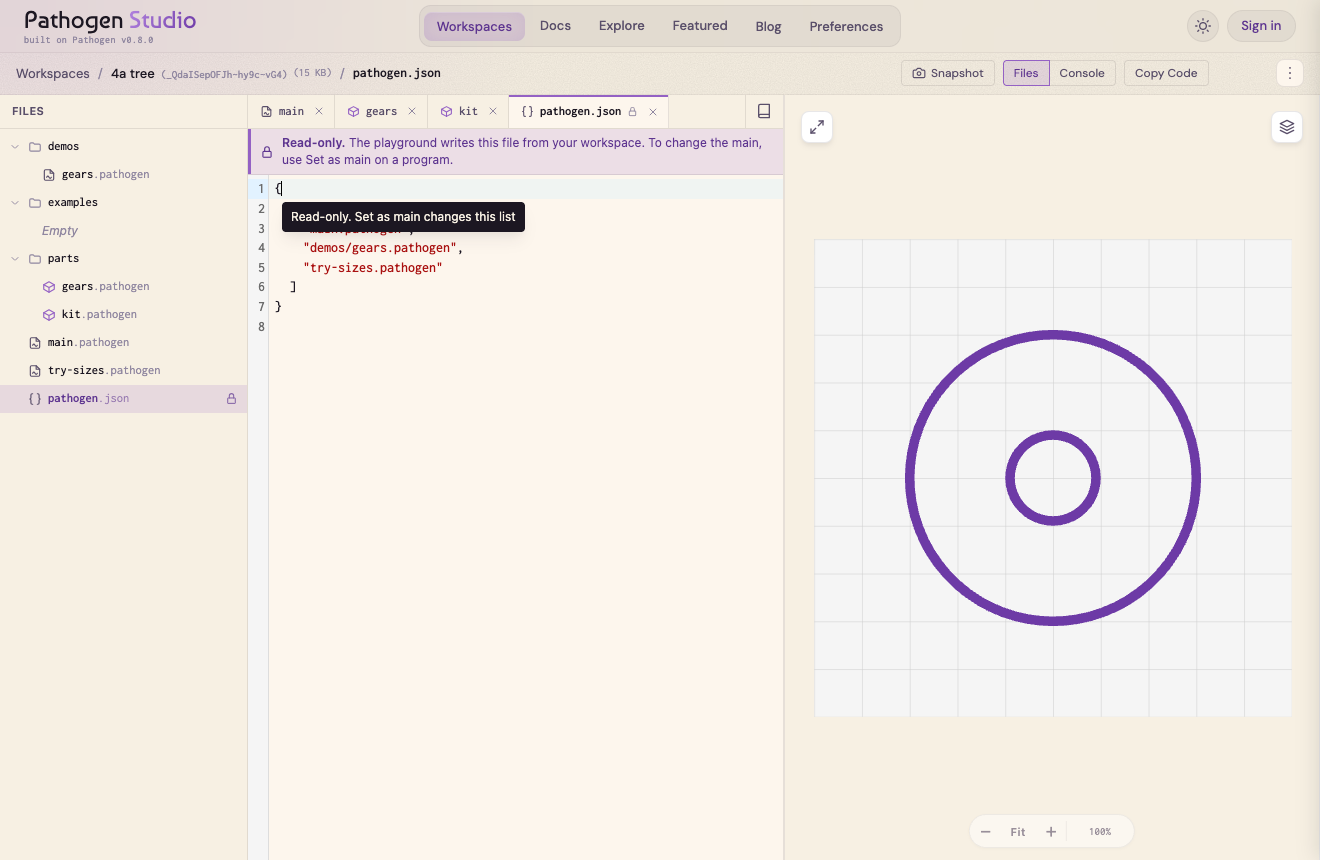 Pathogen Studio
built on Pathogen v0.8.0
Workspaces
Docs
Explore
Featured
Blog
Preferences
Sign in
Workspaces / 4a tree (_QdaISepOFJh-hy9c-vG4) (15 KB) / pathogen.json
Snapshot
Files
Console
Copy Code
FILES
demos
gears.pathogen
examples
Empty
parts
gears.pathogen
kit.pathogen
main.pathogen
try-sizes.pathogen
{} pathogen.json
main
gears
kit
{} pathogen.json
Read-only. The playground writes this file from your workspace. To change the main,
use Set as main on a program.
1 {
2
Read-only. Set as main changes this list
3
4 "demos/gears.pathogen",
5 "try-sizes.pathogen"
6 ]
7 }
8
− Fit + 100%